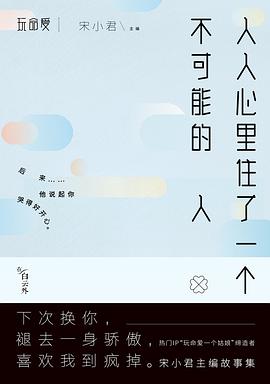 玩命爱
宋小君
主编
人人心里住了一个
不可能的人
后来……
他说起你
哭得好开心。
白云外
下次换你，
褪去一身骄傲，
喜欢我到疯掉。
热门IP“玩命爱一个姑娘”缔造者
宋小君主编故事集